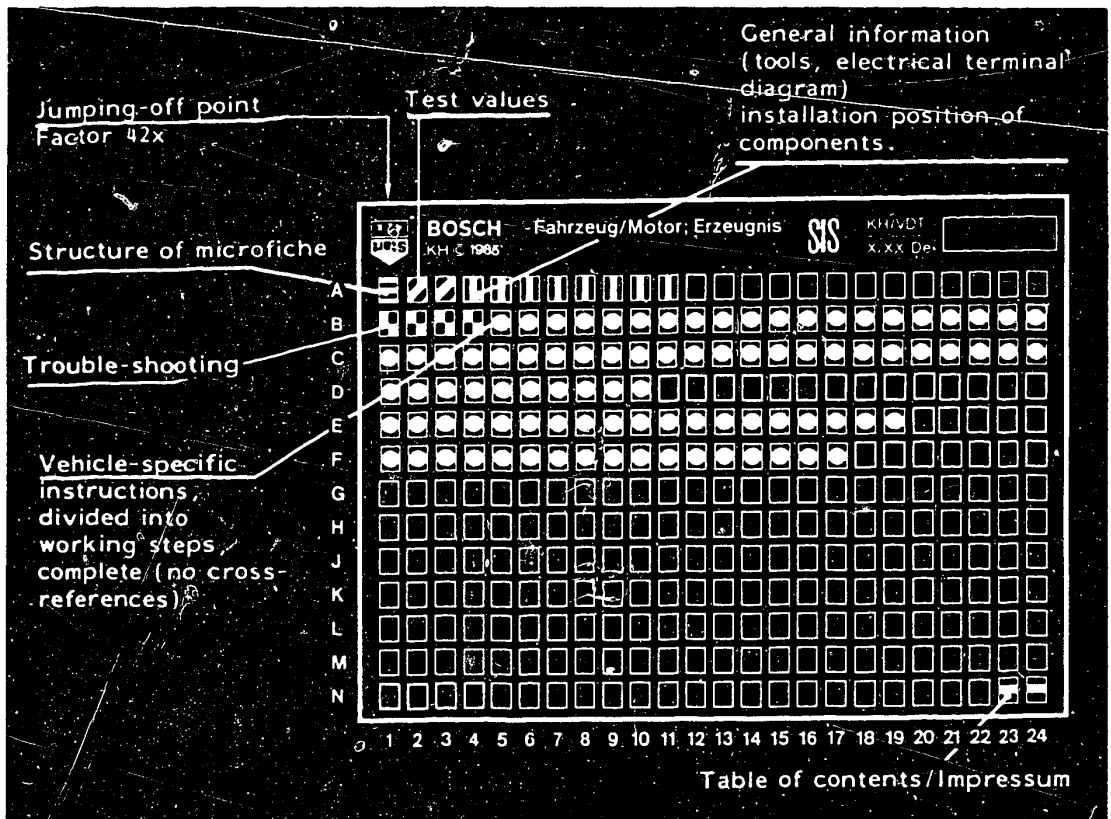 General information
(tools, electrical terminal
diagram)
installation position of
components.
Jumping-off point
Factor 42x
Test values
Structure of microfiche
BOSCH
KH © 1985
Fahrzeug/Motor; Erzeugnis
SIS
KH/VDT
X.XX De-
A
B
Trouble-shooting
C
D
E
Vehicle-specific
instructions,
divided into
working steps
complete (no cross-
references)
F
G
H
J
K
L
M
N
1 2 3 4 5 6 7 8 9 10 11 12 13 14 15 16 17 18 19 20 21 22 23 24
Table of contents/Impressum